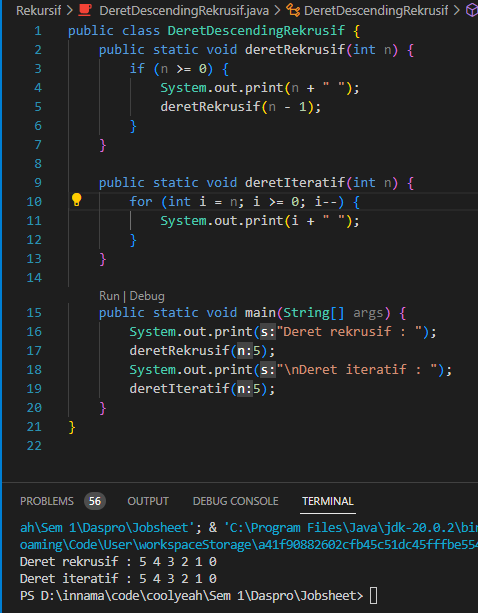 Rekursif > DeretDescendingRekrusif.java > DeretDescendingRekrusif >
1 public class DeretDescendingRekrusif {
2 public static void deretRekrusif(int n) {
3 if (n >= 0) {
4 System.out.print(n + " ");
5 deretRekrusif(n - 1);
6 }
7 }
8
9 public static void deretIteratif(int n) {
10 for (int i = n; i >= 0; i--) {
11 System.out.print(i + " ");
12 }
13 }
14
Run | Debug
15 public static void main(String[] args) {
16 System.out.print(s:"Deret rekrusif : ");
17 deretRekrusif(n:5);
18 System.out.print(s:"\nDeret iteratif : ");
19 deretIteratif(n:5);
20 }
21 }
22
PROBLEMS 56 OUTPUT DEBUG CONSOLE TERMINAL
ah\Sem 1\Daspro\Jobsheet'; & 'C:\Program Files\Java\jdk-20.0.2\bin
oaming\Code\User\workspaceStorage\a41f90882602cfb45c51dc45fffbe554
Deret rekrusif : 5 4 3 2 1 0
Deret iteratif : 5 4 3 2 1 0
PS D:\innama\code\coolyeah\Sem 1\Daspro\Jobsheet>